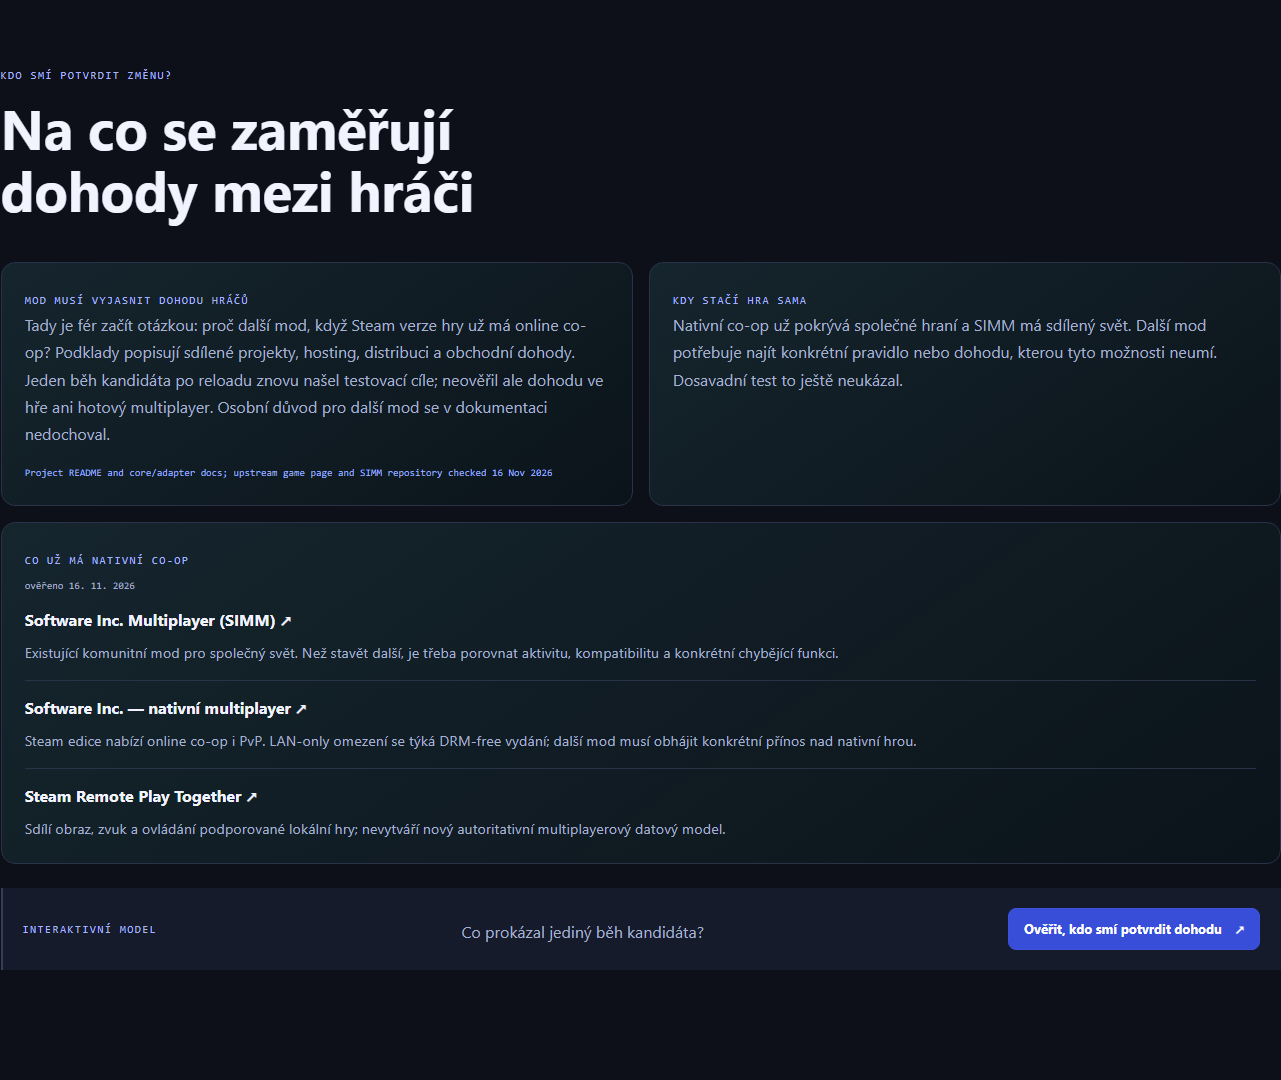 KDO SMÍ POTVRDIT ZMĚNU?
Na co se zaměřují
dohody mezi hráči
MOD MUSÍ VYJASNIT DOHODU HRÁČŮ
Tady je fér začít otázkou: proč další mod, když Steam verze hry už má online co-
op? Podklady popisují sdílené projekty, hosting, distribuci a obchodní dohody.
Jeden běh kandidáta po reloadu znovu našel testovací cíle; neověřil ale dohodu ve
hře ani hotový multiplayer. Osobní důvod pro další mod se v dokumentaci
nedochoval.
Project README and core/adapter docs; upstream game page and SIMM repository checked 16 Nov 2026
KDY STAČÍ HRA SAMA
Nativní co-op už pokrývá společné hraní a SIMM má sdílený svět. Další mod
potřebuje najít konkrétní pravidlo nebo dohodu, kterou tyto možnosti neumí.
Dosavadní test to ještě neukázal.
CO UŽ MÁ NATIVNÍ CO-OP
ověřeno 16. 11. 2026
Software Inc. Multiplayer (SIMM) ↗
Existující komunitní mod pro společný svět. Než stavět další, je třeba porovnat aktivitu, kompatibilitu a konkrétní chybějící funkci.
Software Inc. — nativní multiplayer ↗
Steam edice nabízí online co-op i PvP. LAN-only omezení se týká DRM-free vydání; další mod musí obhájit konkrétní přínos nad nativní hrou.
Steam Remote Play Together ↗
Sdílí obraz, zvuk a ovládání podporované lokální hry; nevytváří nový autoritativní multiplayerový datový model.
INTERAKTIVNÍ MODEL
Co prokázal jediný běh kandidáta?
Ověřit, kdo smí potvrdit dohodu ↗